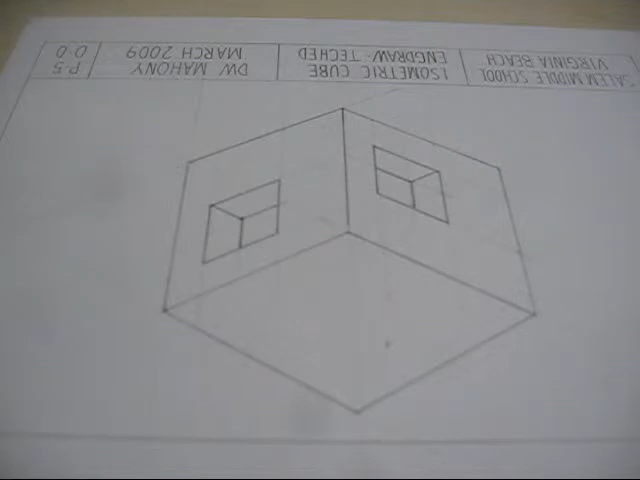 SALEM MIDDLE SCHOOL
VIRGINIA BEACH
ISOMETRIC CUBE
ENGDRAW - TECHED
DW MAHONY
MARCH 2009
P-5
0-0